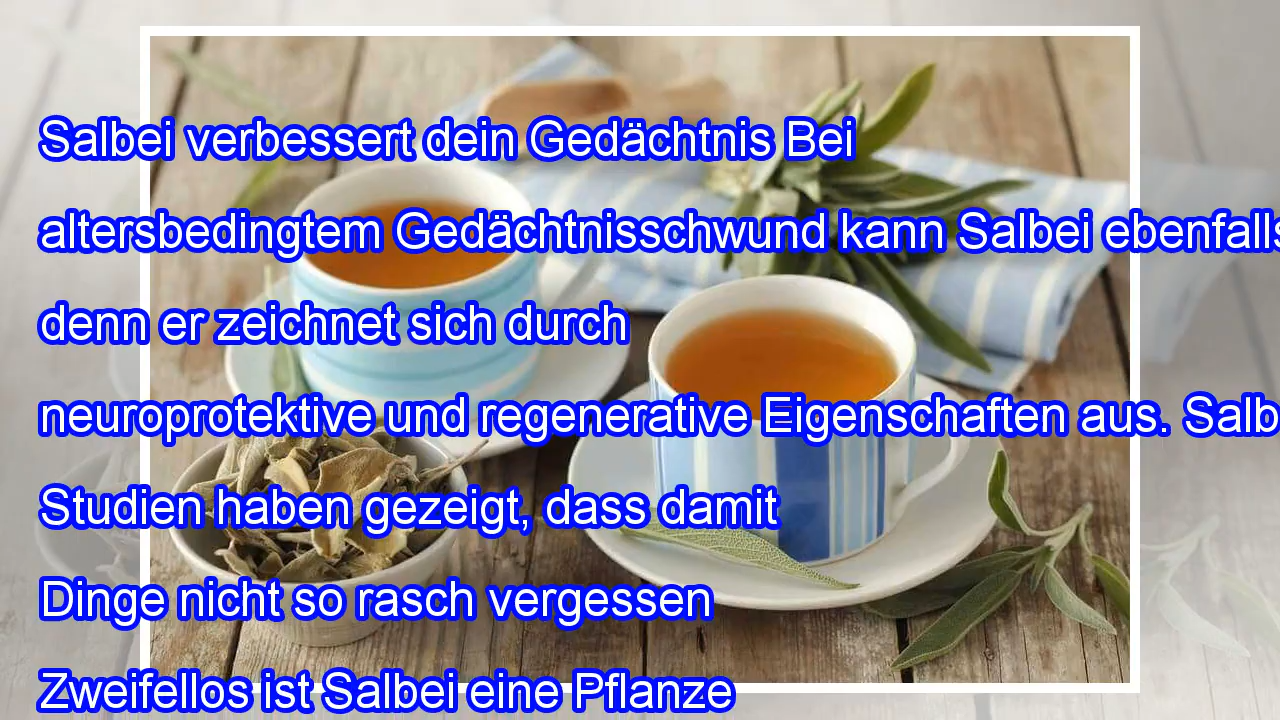 Salbei verbessert dein Gedächtnis Bei
altersbedingtem Gedächtnisschwund kann Salbei ebenfalls
denn er zeichnet sich durch
neuroprotektive und regenerative Eigenschaften aus. Salb
Studien haben gezeigt, dass damit
Dinge nicht so rasch vergessen
Zweifellos ist Salbei eine Pflanze